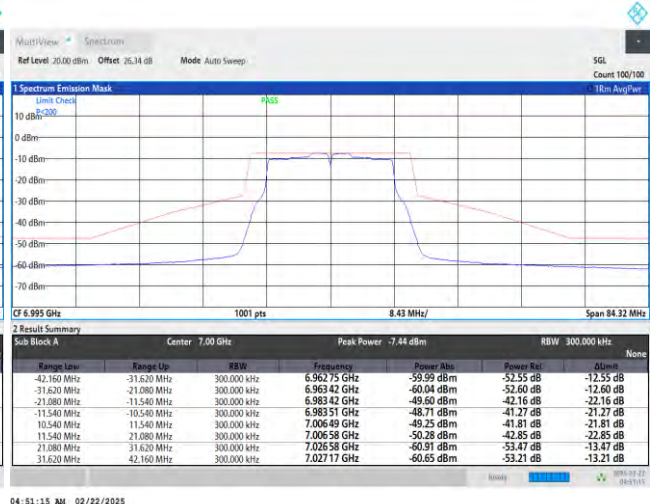 MultiView Spectrum
Ref Level 20.00 dBm Offset 26.34 dB Mode Auto Sweep SGL
Count 100/100
1 Spectrum Emission Mask 1Rm AvgPwr
Limit Check PASS
P<200
10 dBm
0 dBm
-10 dBm
-20 dBm
-30 dBm
-40 dBm
-50 dBm
-60 dBm
-70 dBm
CF 6.995 GHz 1001 pts 8.43 MHz/ Span 84.32 MHz
2 Result Summary
Sub Block A Center 7.00 GHz Peak Power -7.44 dBm RBW 300.000 kHz
None
Range Low Range Up RBW Frequency Power Abs Power Rel ΔLimit
-42.160 MHz -31.620 MHz 300.000 kHz 6.96275 GHz -59.99 dBm -52.55 dB -12.55 dB
-31.620 MHz -21.080 MHz 300.000 kHz 6.96342 GHz -60.04 dBm -52.60 dB -12.60 dB
-21.080 MHz -11.540 MHz 300.000 kHz 6.98342 GHz -49.60 dBm -42.16 dB -22.16 dB
-11.540 MHz -10.540 MHz 300.000 kHz 6.98351 GHz -48.71 dBm -41.27 dB -21.27 dB
10.540 MHz 11.540 MHz 300.000 kHz 7.00649 GHz -49.25 dBm -41.81 dB -21.81 dB
11.540 MHz 21.080 MHz 300.000 kHz 7.00658 GHz -50.28 dBm -42.85 dB -22.85 dB
21.080 MHz 31.620 MHz 300.000 kHz 7.02658 GHz -60.91 dBm -53.47 dB -13.47 dB
31.620 MHz 42.160 MHz 300.000 kHz 7.02717 GHz -60.65 dBm -53.21 dB -13.21 dB
Ready
04:51:15
04:51:15 AM 02/22/2025